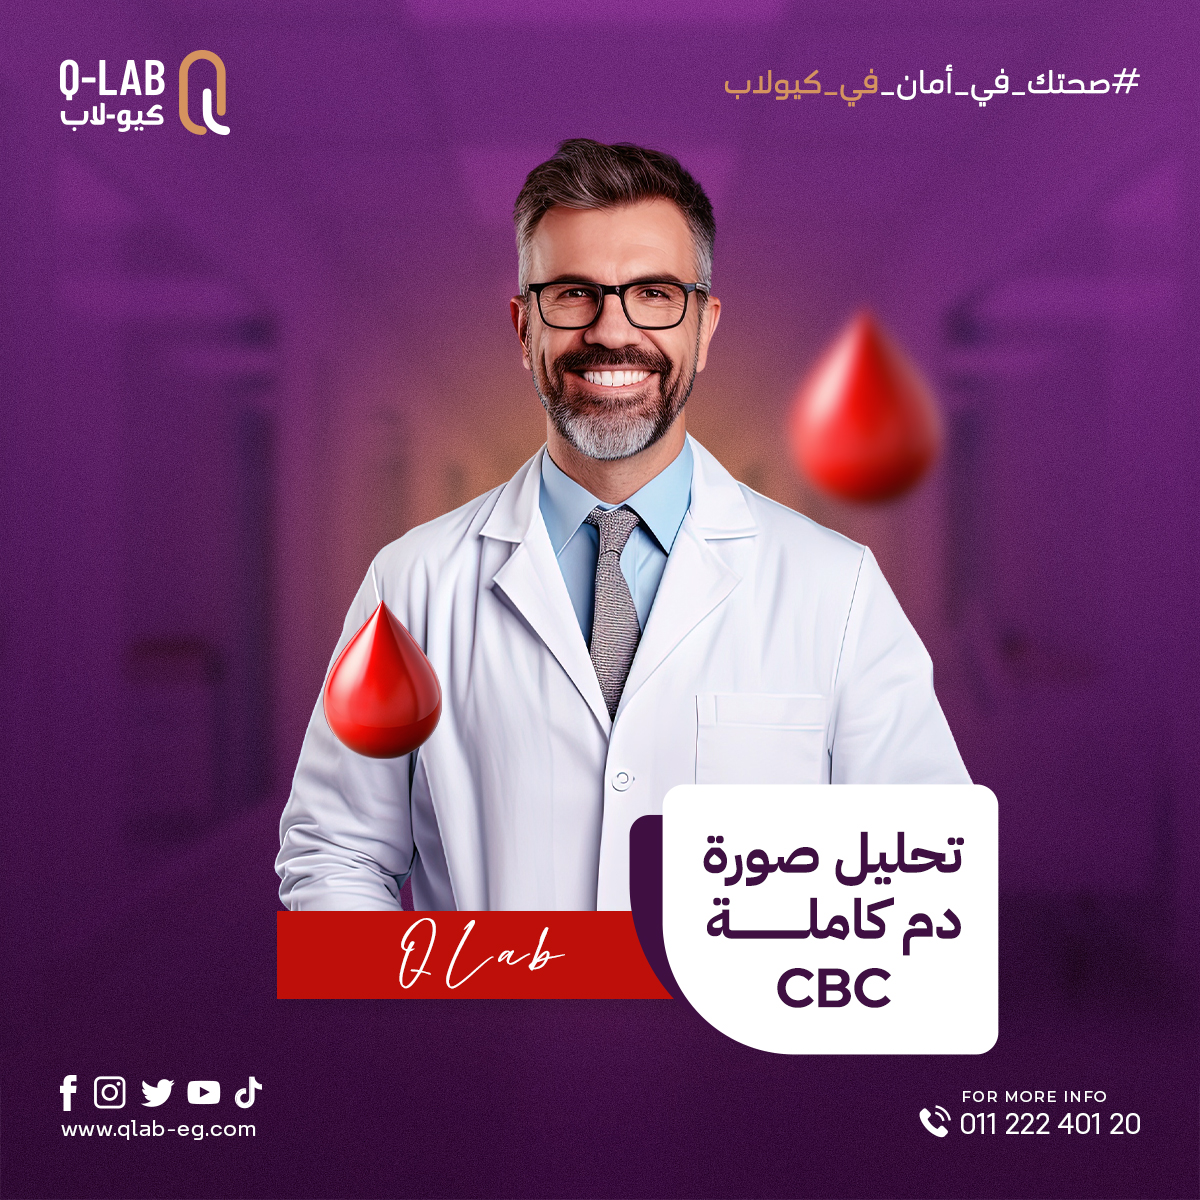 Q-LAB
كيو-لاب
#صحتك_في_أمان_في_كيولاب
تحليل صورة
دم كاملـــــة
CBC
Q Lab
www.qlab-eg.com
FOR MORE INFO
011 222 401 20